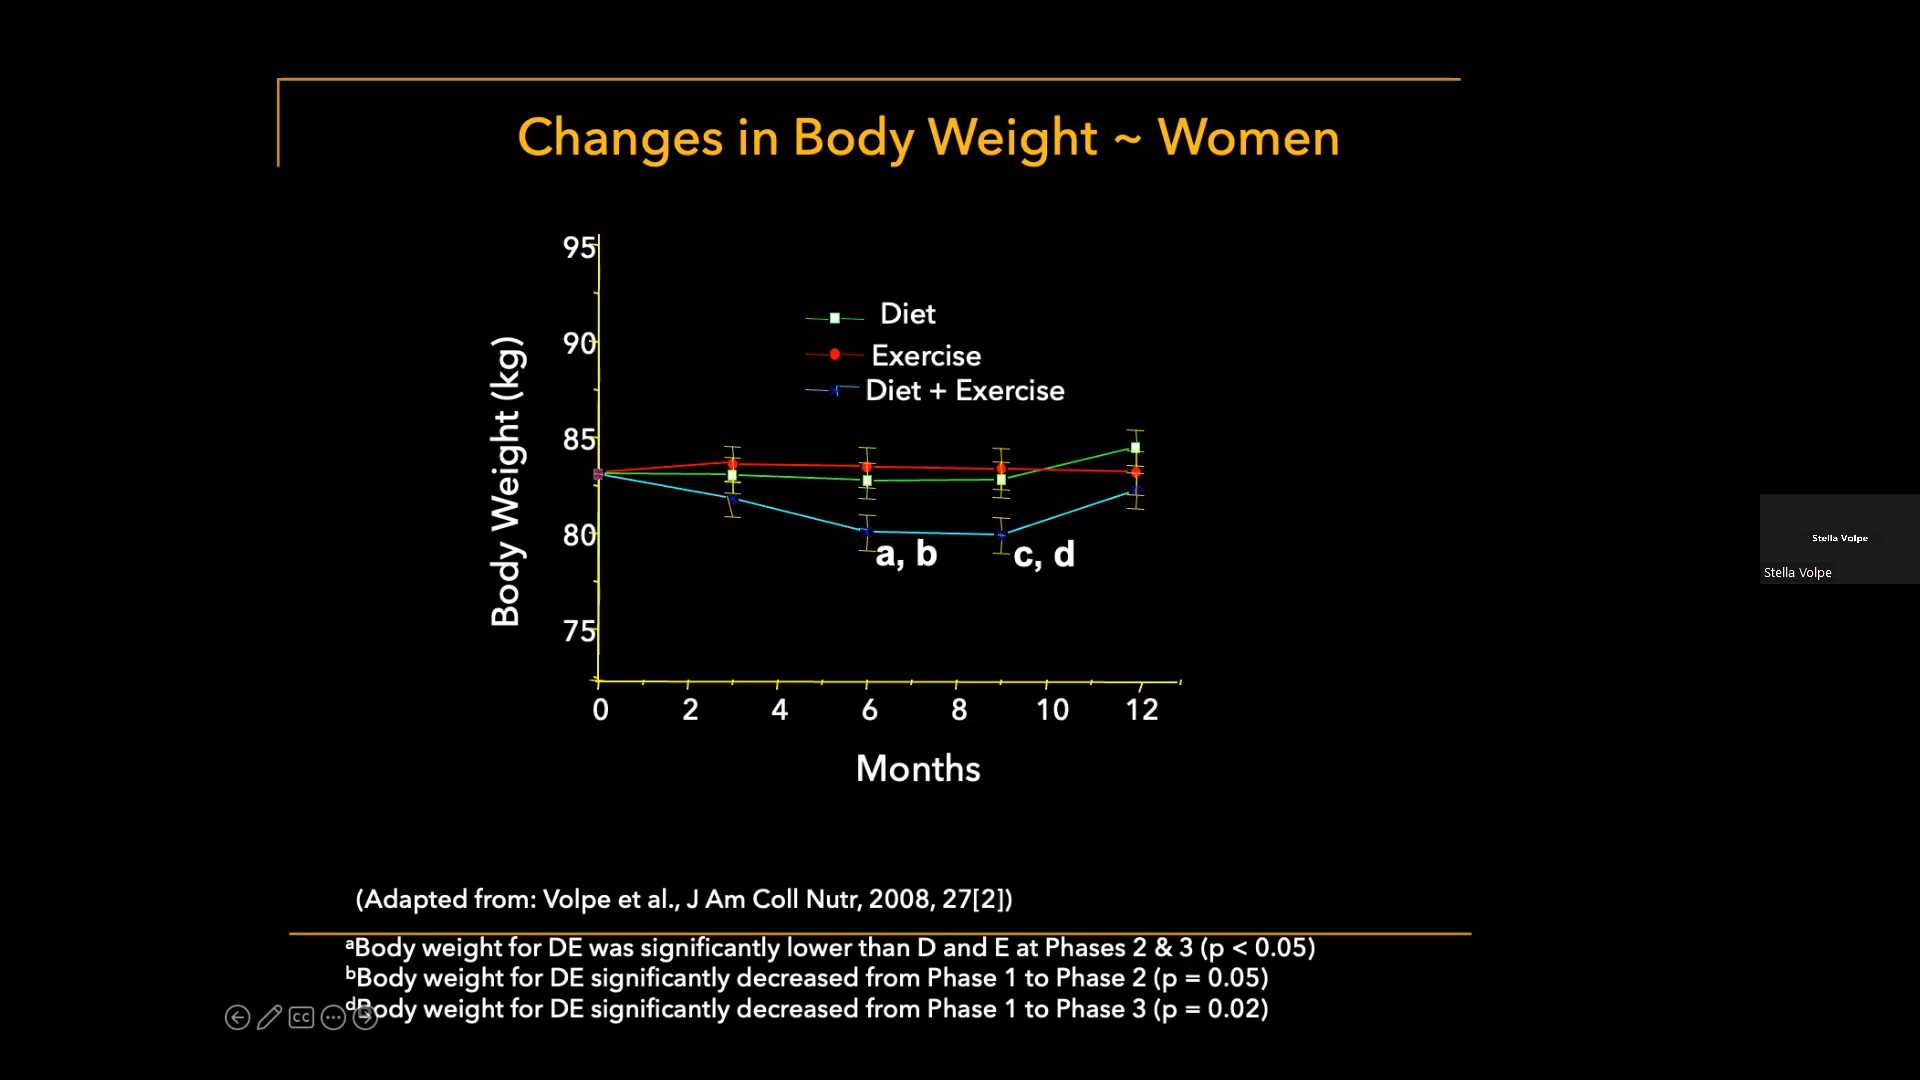 Changes in Body Weight ~ Women
95
90
85
80
75
Body Weight (kg)
Diet
Exercise
Diet + Exercise
a, b
c, d
0 2 4 6 8 10 12
Months
Stella Volpe
Stella Volpe
(Adapted from: Volpe et al., J Am Coll Nutr, 2008, 27[2])
ᵃBody weight for DE was significantly lower than D and E at Phases 2 & 3 (p < 0.05)
ᵇBody weight for DE significantly decreased from Phase 1 to Phase 2 (p = 0.05)
ᵈBody weight for DE significantly decreased from Phase 1 to Phase 3 (p = 0.02)
CC